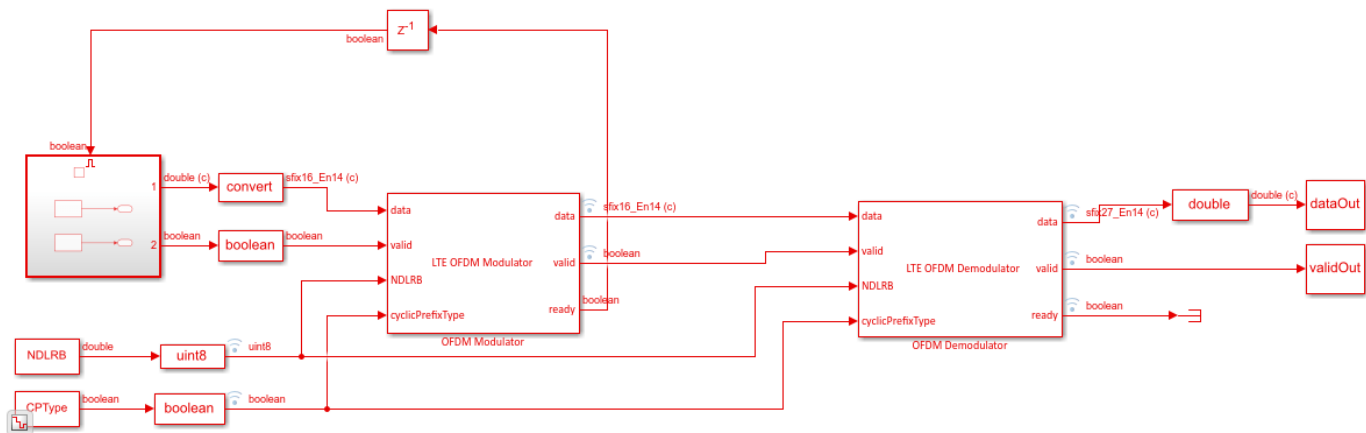 Z-1
boolean
boolean
1
double (c)
convert
sfix16_En14 (c)
2
boolean
boolean
boolean
data
valid
NDLRB
cyclicPrefixType
LTE OFDM Modulator
data
valid
ready
OFDM Modulator
sfix16_En14 (c)
boolean
boolean
data
valid
NDLRB
cyclicPrefixType
LTE OFDM Demodulator
data
valid
ready
OFDM Demodulator
sfix27_En14 (c)
double
double (c)
dataOut
boolean
validOut
boolean
NDLRB
double
uint8
uint8
CPType
boolean
boolean
boolean